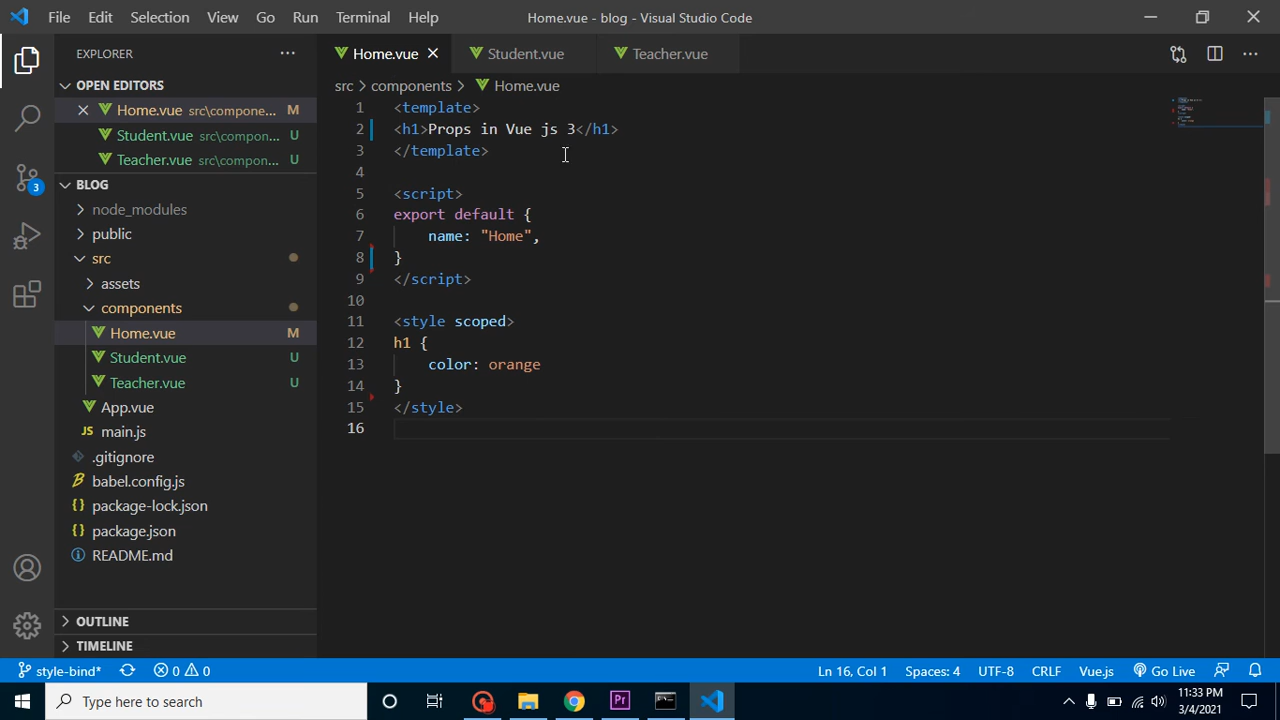 File Edit Selection View Go Run Terminal Help
Home.vue - blog - Visual Studio Code
EXPLORER
Home.vue
Student.vue
Teacher.vue
OPEN EDITORS
Home.vue src\compone... M
Student.vue src\compon... U
Teacher.vue src\compon... U
BLOG
node_modules
public
src
assets
components
Home.vue M
Student.vue U
Teacher.vue U
App.vue
JS main.js
.gitignore
babel.config.js
package-lock.json
package.json
README.md
OUTLINE
TIMELINE
3
src > components > Home.vue
1 <template>
2 <h1>Props in Vue js 3</h1>
3 </template>
4
5 <script>
6 export default {
7 name: "Home",
8 }
9 </script>
10
11 <style scoped>
12 h1 {
13 color: orange
14 }
15 </style>
16
style-bind* 0 0 Ln 16, Col 1 Spaces: 4 UTF-8 CRLF Vue.js Go Live
Type here to search
Pr
11:33 PM
3/4/2021